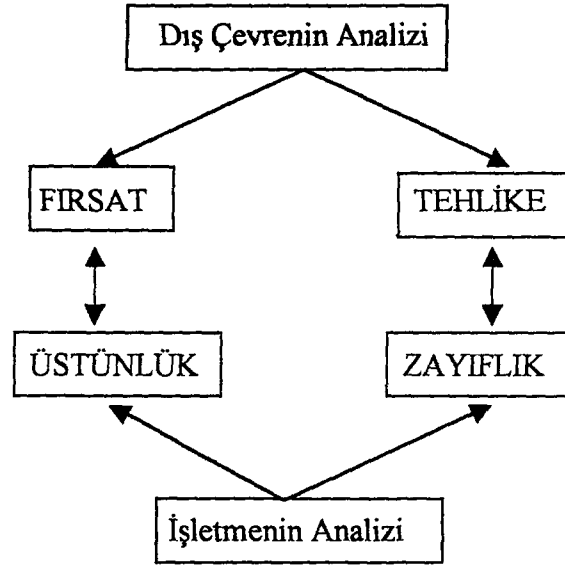 Dış Çevrenin Analizi
FIRSAT
TEHLİKE
ÜSTÜNLÜK
ZAYIFLIK
İşletmenin Analizi